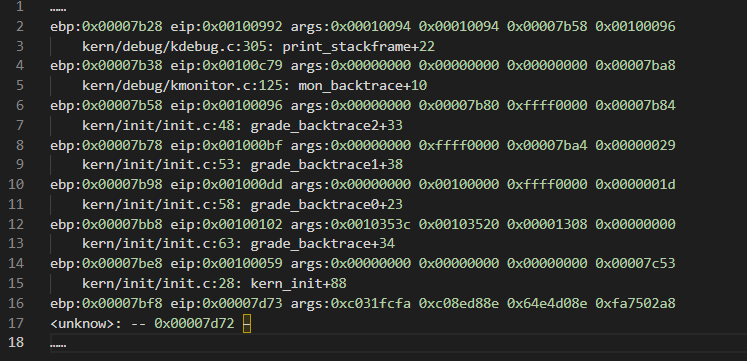 1 ……
2 ebp:0x00007b28 eip:0x00100992 args:0x00010094 0x00010094 0x00007b58 0x00100096
3 kern/debug/kdebug.c:305: print_stackframe+22
4 ebp:0x00007b38 eip:0x00100c79 args:0x00000000 0x00000000 0x00000000 0x00007ba8
5 kern/debug/kmonitor.c:125: mon_backtrace+10
6 ebp:0x00007b58 eip:0x00100096 args:0x00000000 0x00007b80 0xffff0000 0x00007b84
7 kern/init/init.c:48: grade_backtrace2+33
8 ebp:0x00007b78 eip:0x001000bf args:0x00000000 0xffff0000 0x00007ba4 0x00000029
9 kern/init/init.c:53: grade_backtrace1+38
10 ebp:0x00007b98 eip:0x001000dd args:0x00000000 0x00100000 0xffff0000 0x0000001d
11 kern/init/init.c:58: grade_backtrace0+23
12 ebp:0x00007bb8 eip:0x00100102 args:0x0010353c 0x00103520 0x00001308 0x00000000
13 kern/init/init.c:63: grade_backtrace+34
14 ebp:0x00007be8 eip:0x00100059 args:0x00000000 0x00000000 0x00000000 0x00007c53
15 kern/init/init.c:28: kern_init+88
16 ebp:0x00007bf8 eip:0x00007d73 args:0xc031fcfa 0xc08ed88e 0x64e4d08e 0xfa7502a8
17 <unknow>: -- 0x00007d72 –
18 ……